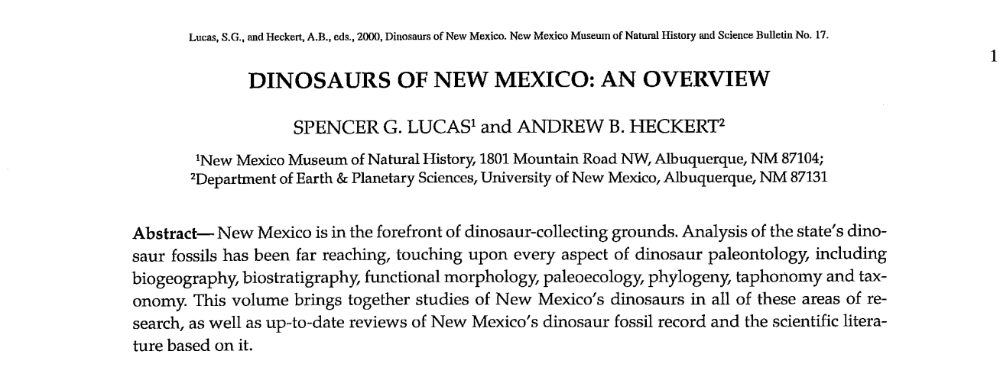 Lucas, S.G., and Heckert, A.B., eds., 2000, Dinosaurs of New Mexico. New Mexico Museum of Natural History and Science Bulletin No. 17.
1
DINOSAURS OF NEW MEXICO: AN OVERVIEW
SPENCER G. LUCAS¹ and ANDREW B. HECKERT²
¹New Mexico Museum of Natural History, 1801 Mountain Road NW, Albuquerque, NM 87104;
²Department of Earth & Planetary Sciences, University of New Mexico, Albuquerque, NM 87131
Abstract— New Mexico is in the forefront of dinosaur-collecting grounds. Analysis of the state's dino-
saur fossils has been far reaching, touching upon every aspect of dinosaur paleontology, including
biogeography, biostratigraphy, functional morphology, paleoecology, phylogeny, taphonomy and tax-
onomy. This volume brings together studies of New Mexico's dinosaurs in all of these areas of re-
search, as well as up-to-date reviews of New Mexico's dinosaur fossil record and the scientific litera-
ture based on it.